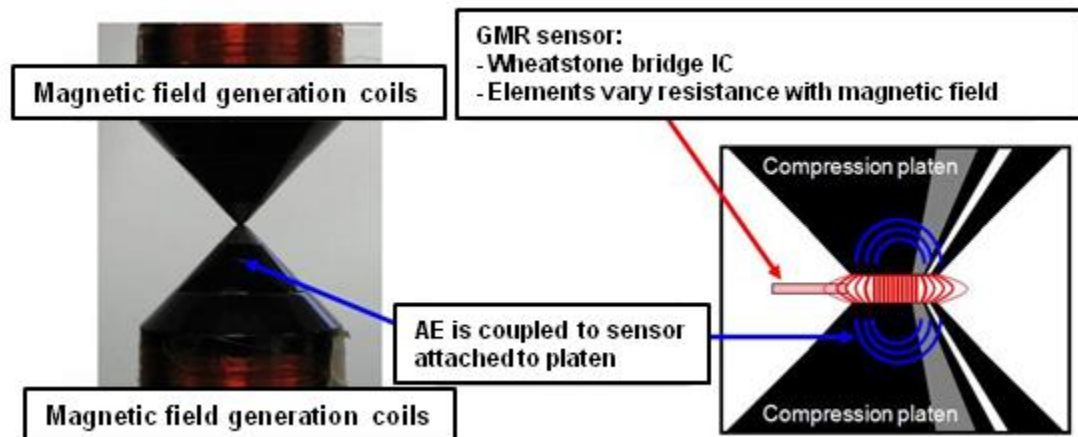 Magnetic field generation coils
GMR sensor:
- Wheatstone bridge IC
- Elements vary resistance with magnetic field
Compression platen
AE is coupled to sensor
attached to platen
Magnetic field generation coils
Compression platen